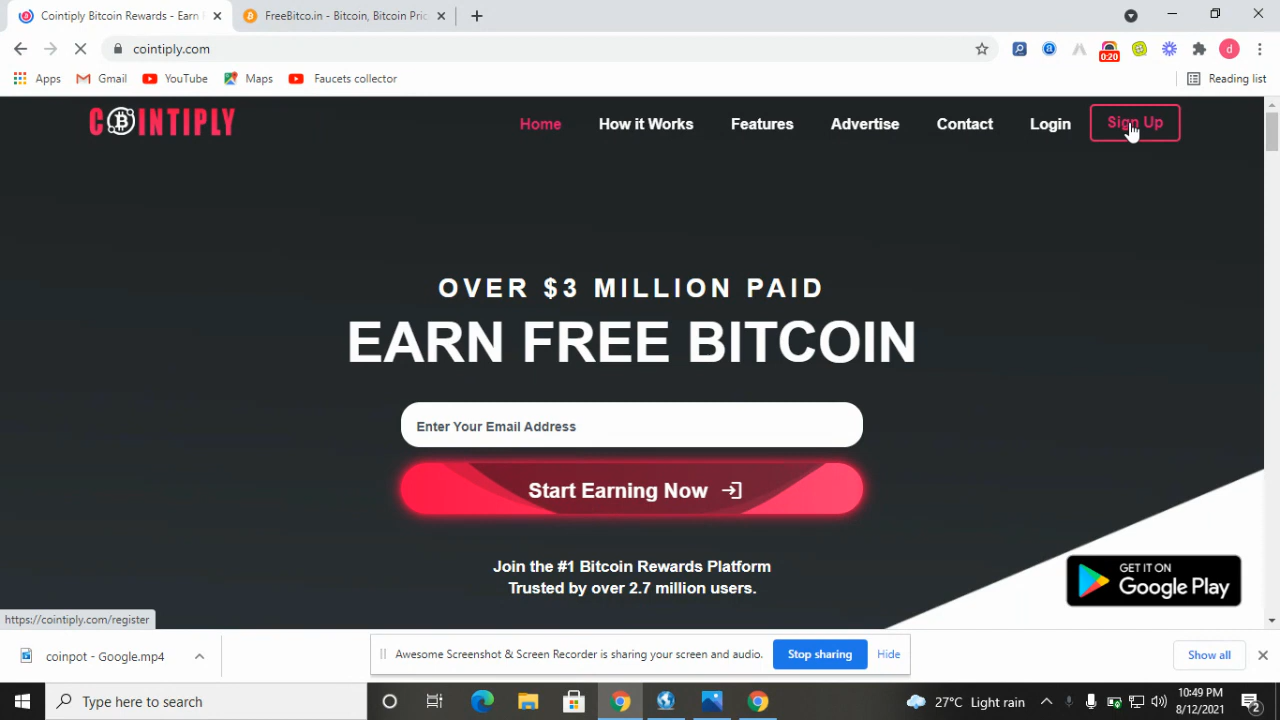 Cointiply Bitcoin Rewards - Earn
FreeBitco.in - Bitcoin, Bitcoin Pric
cointiply.com
0:20
d
Apps
Gmail
YouTube
Maps
Faucets collector
Reading list
COINTIPLY
Home
How it Works
Features
Advertise
Contact
Login
Sign Up
OVER $3 MILLION PAID
EARN FREE BITCOIN
Enter Your Email Address
Start Earning Now
Join the #1 Bitcoin Rewards Platform
Trusted by over 2.7 million users.
GET IT ON
Google Play
https://cointiply.com/register
coinpot - Google.mp4
Awesome Screenshot & Screen Recorder is sharing your screen and audio.
Stop sharing
Hide
Show all
Type here to search
27°C Light rain
10:49 PM
8/12/2021
2